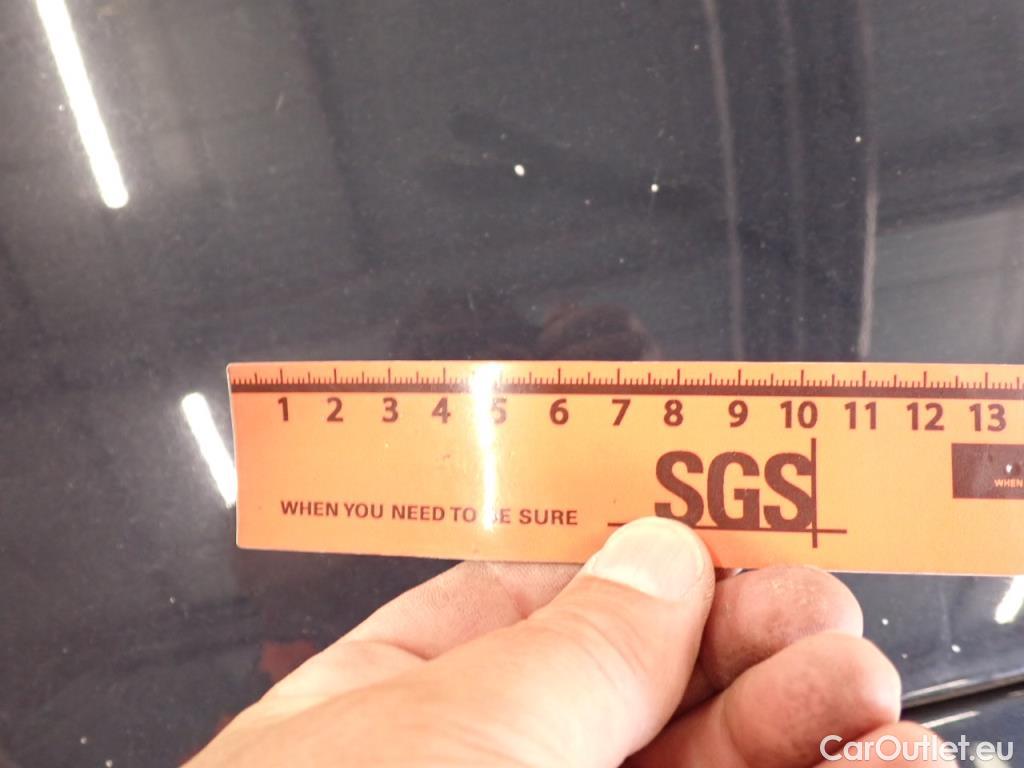 1 2 3 4 5 6 7 8 9 10 11 12 13
SGS
WHEN
WHEN YOU NEED TO BE SURE
CarOutlet.eu